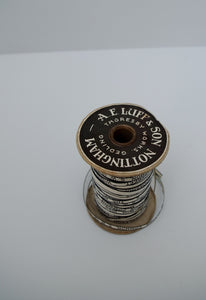 A. E. LUFF & SON NOTTINGHAM
THORESBY WORKS. GEDLING